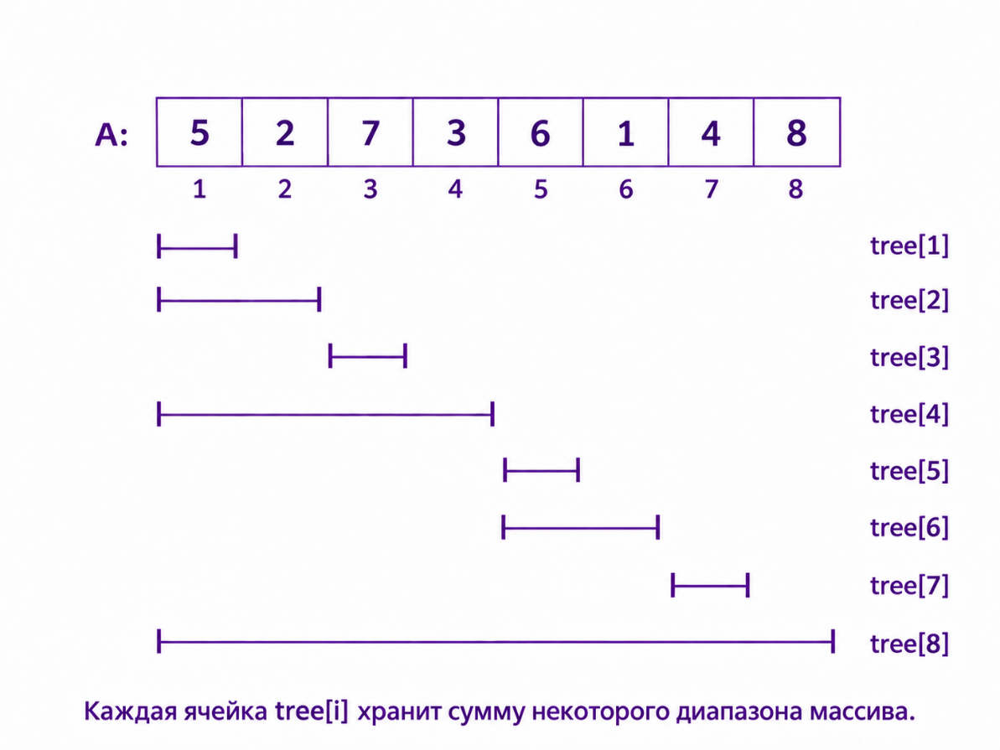 A: 5 2 7 3 6 1 4 8
1 2 3 4 5 6 7 8
tree[1]
tree[2]
tree[3]
tree[4]
tree[5]
tree[6]
tree[7]
tree[8]
Каждая ячейка tree[i] хранит сумму некоторого диапазона массива.